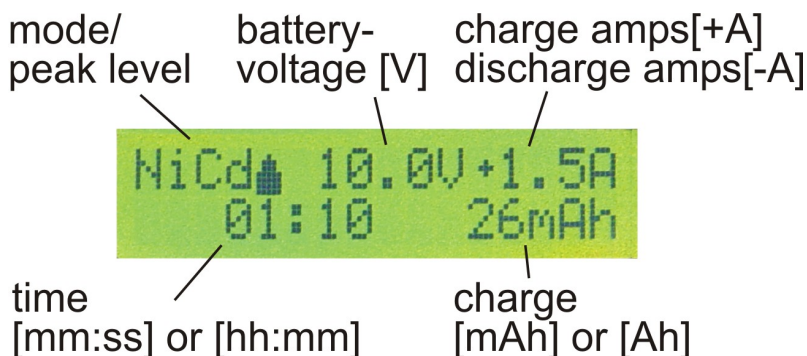 mode/
peak level
battery-
voltage [V]
charge amps[+A]
discharge amps[-A]
NiCd 10.0V+1.5A
01:10 26mAh
time
[mm:ss] or [hh:mm]
charge
[mAh] or [Ah]